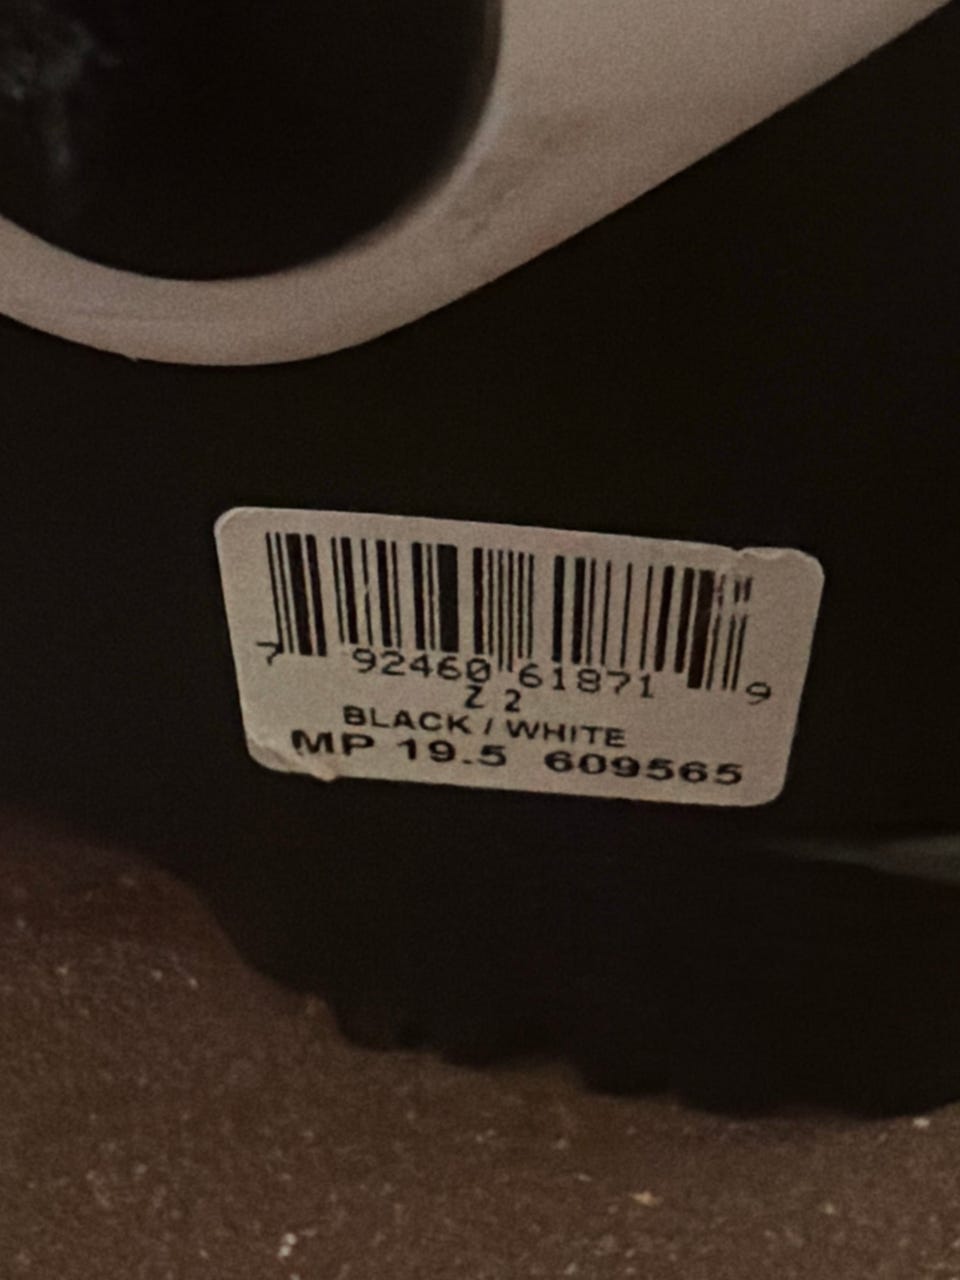 7 92460 61871 9
Z 2
BLACK / WHITE
MP 19.5 609565